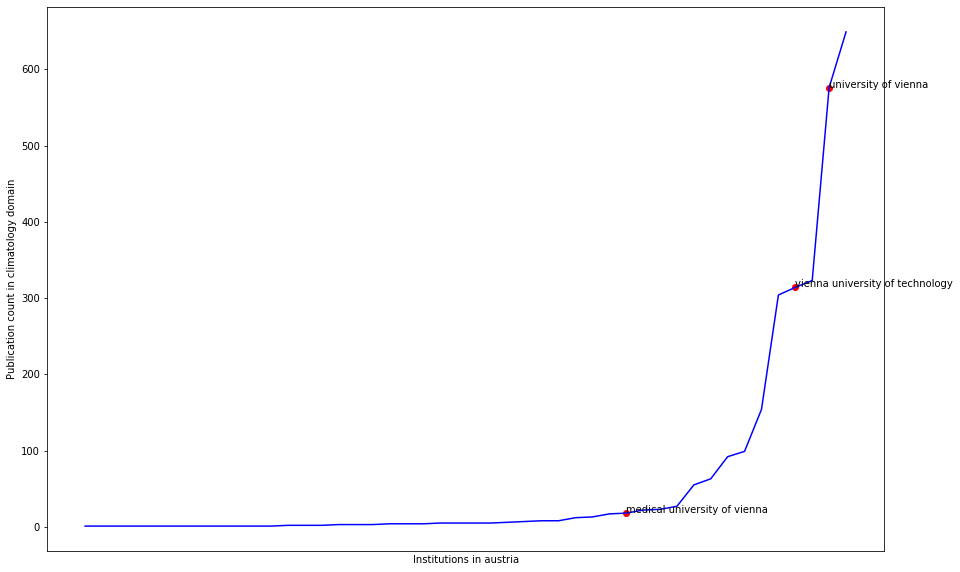 600
university of vienna
500
400
Publication count in climatology domain
300
vienna university of technology
200
100
medical university of vienna
0
Institutions in austria